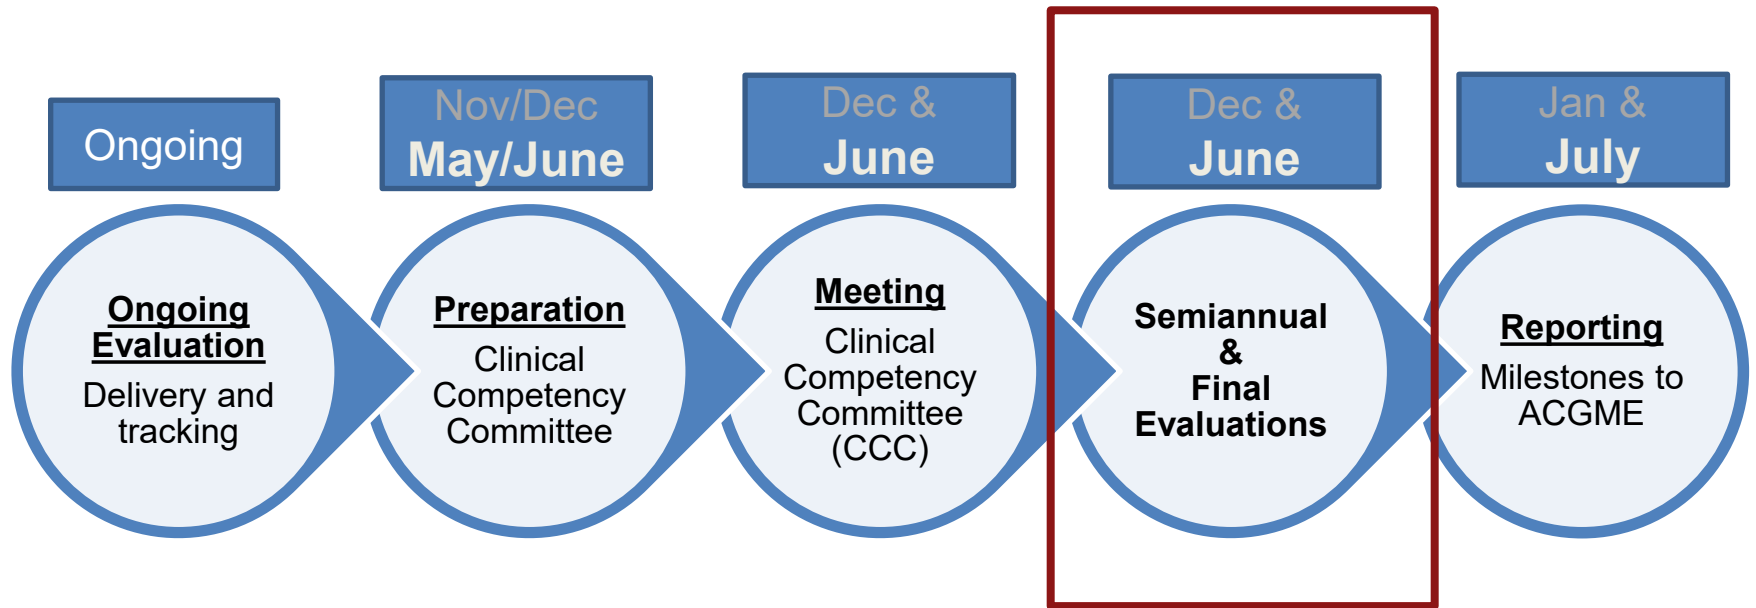 Ongoing
Nov/Dec
May/June
Dec &
June
Dec &
June
Jan &
July
Ongoing
Evaluation
Delivery and
tracking
Preparation
Clinical
Competency
Committee
Meeting
Clinical
Competency
Committee
(CCC)
Semiannual
&
Final
Evaluations
Reporting
Milestones to
ACGME